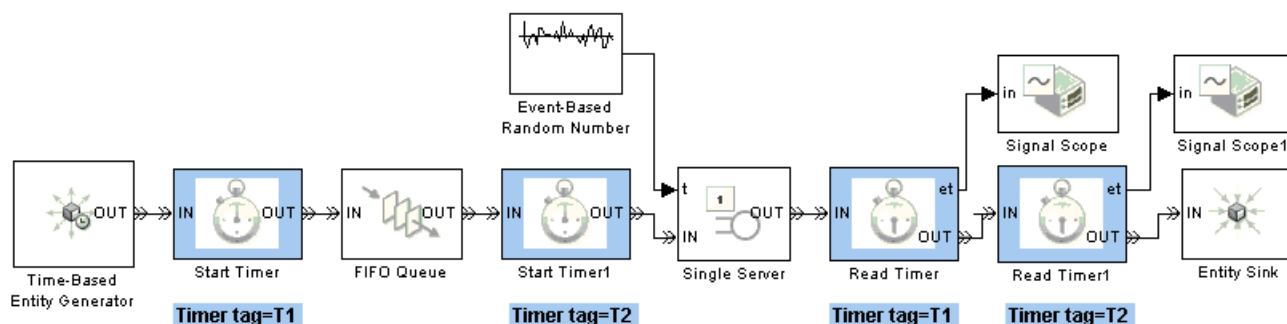 Event-Based
Random Number
in
Signal Scope
in
Signal Scope1
OUT
Time-Based
Entity Generator
IN
OUT
Start Timer
Timer tag=T1
IN
OUT
FIFO Queue
IN
OUT
Start Timer1
Timer tag=T2
t
IN
1
OUT
Single Server
IN
et
OUT
Read Timer
Timer tag=T1
IN
et
OUT
Read Timer1
Timer tag=T2
IN
Entity Sink